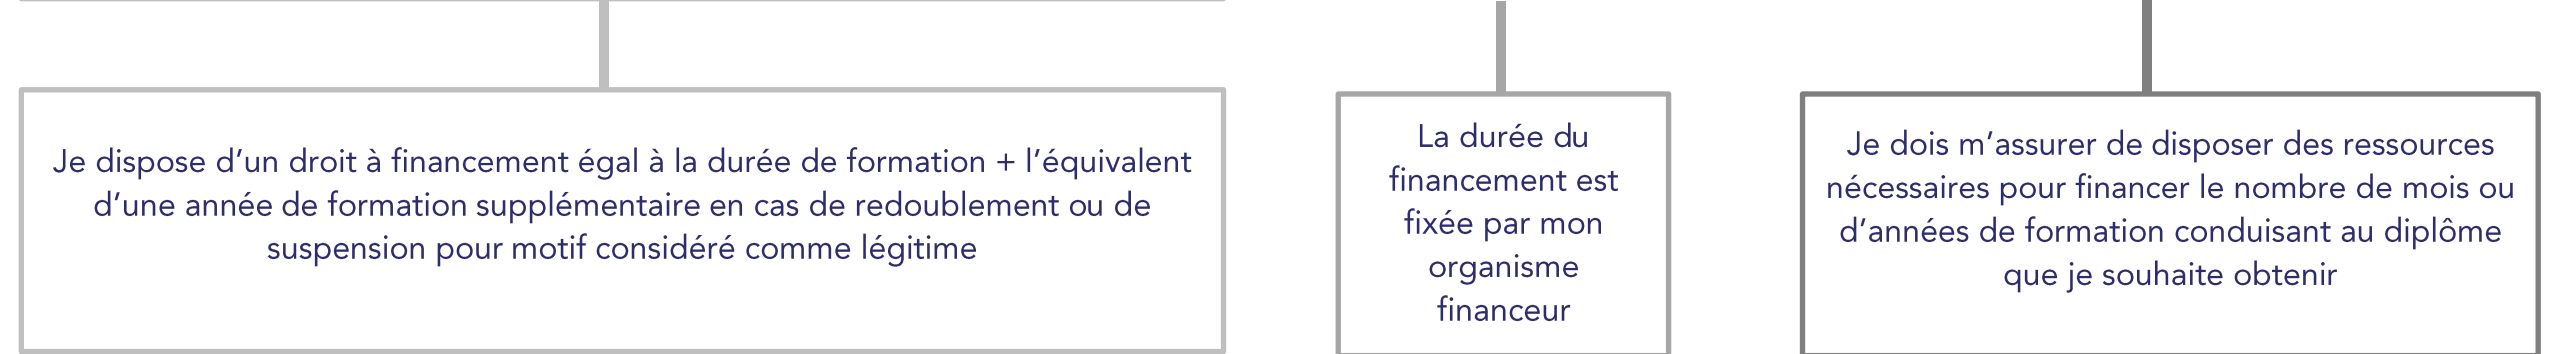 Je dispose d’un droit à financement égal à la durée de formation + l’équivalent
d’une année de formation supplémentaire en cas de redoublement ou de
suspension pour motif considéré comme légitime
La durée du
financement est
fixée par mon
organisme
financeur
Je dois m’assurer de disposer des ressources
nécessaires pour financer le nombre de mois ou
d’années de formation conduisant au diplôme
que je souhaite obtenir